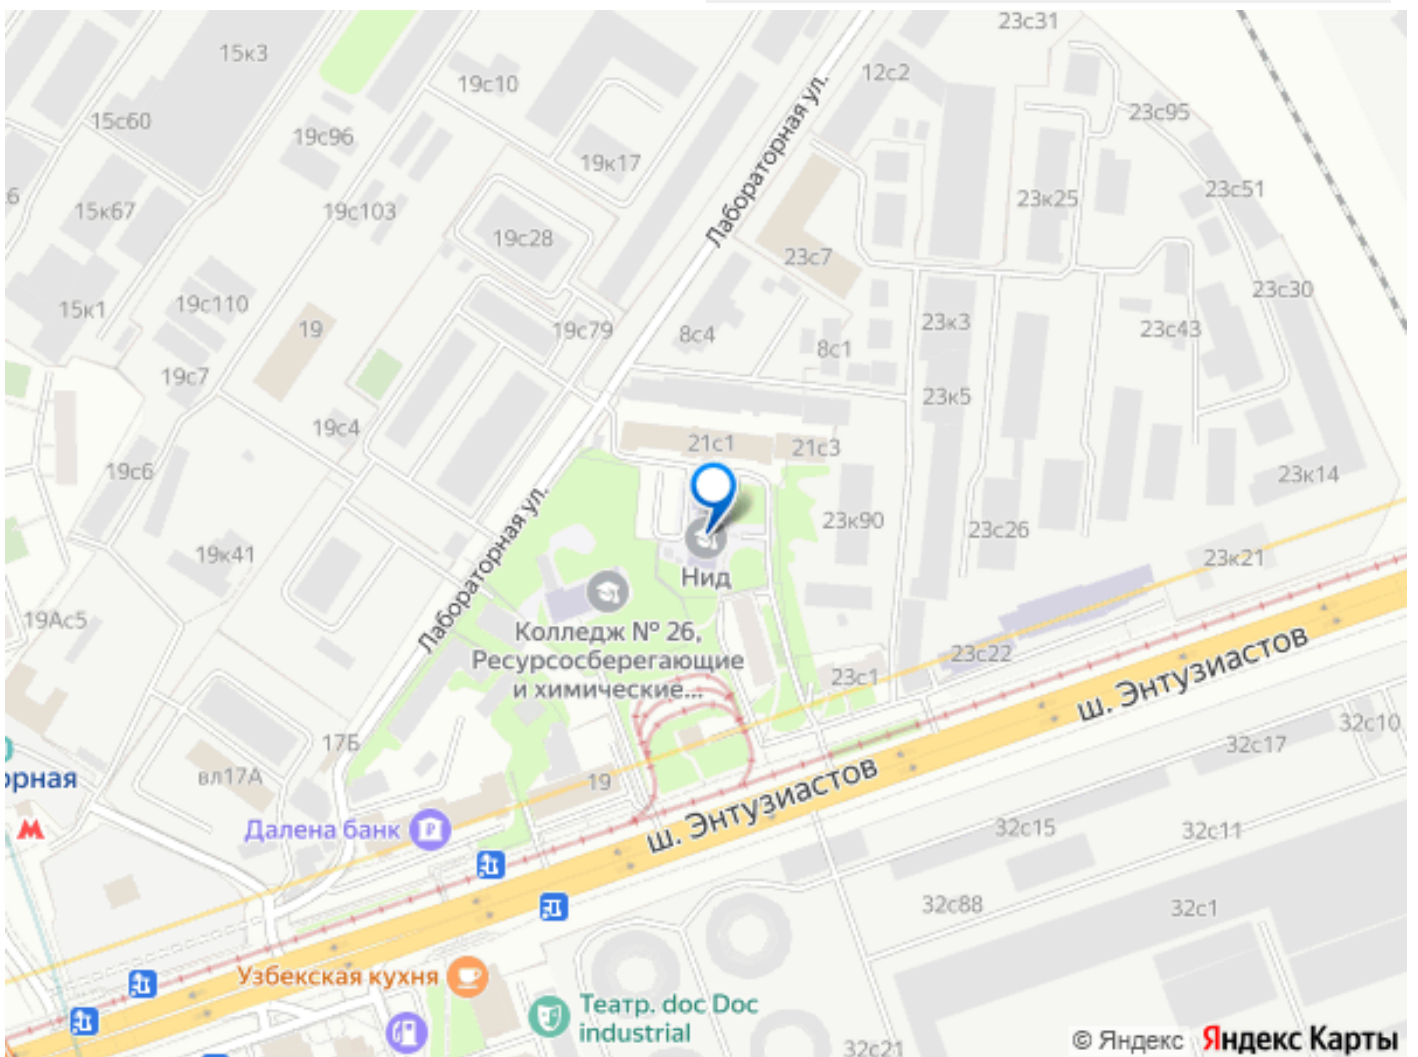 23с31
15к3
12с2
19с10
23с95
15с60
19с96
19к17
Лабораторная ул.
23с51
23к25
15к67
19с103
19с28
23с7
23с30
19с110
15к1
19
19с79
8с4
8с1
23к3
23с43
19с7
23к5
19с4
21с1
21с3
19с6
23к14
Лабораторная ул.
23к90
23с26
19к41
23к21
Нид
19Ас5
Колледж № 26,
Ресурсосберегающие
и химические...
23с1
23с22
ш. Энтузиастов
17Б
32с10
32с17
орная
вл17А
19
Далена банк
ш. Энтузиастов
32с15
32с11
32с88
32с1
Узбекская кухня
Театр. doc Doc
industrial
32с21
© Яндекс Яндекс Карты